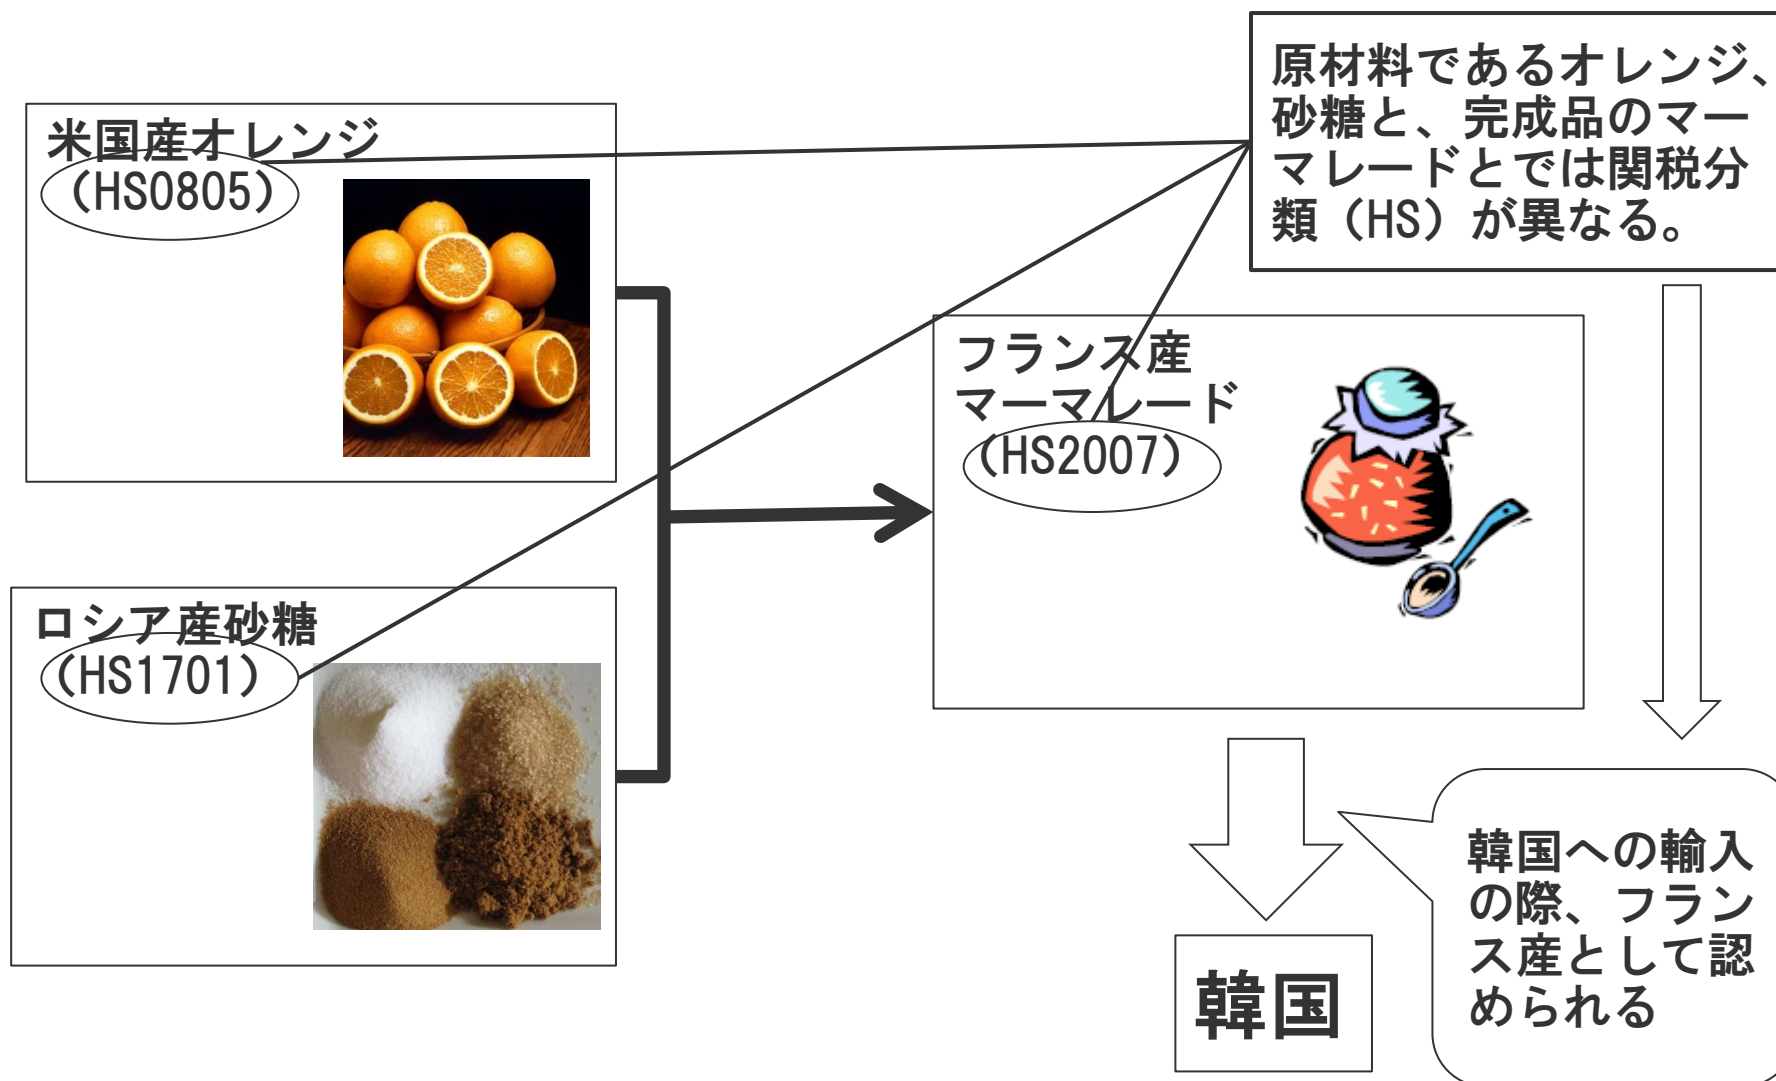 米国産オレンジ
（HS0805）
原材料であるオレンジ、
砂糖と、完成品のマー
マレードとでは関税分
類（HS）が異なる。
フランス産
マーマレード
（HS2007）
ロシア産砂糖
（HS1701）
韓国への輸入
の際、フラン
ス産として認
められる
韓国